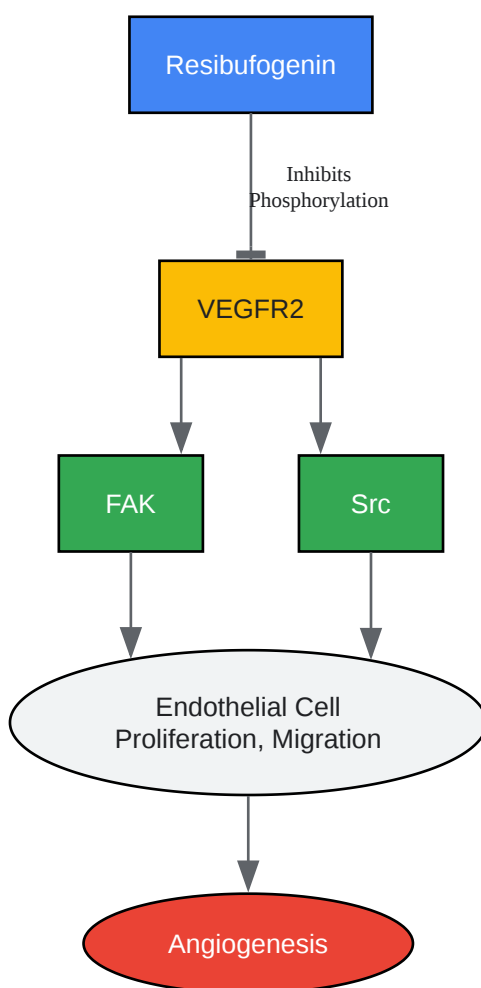 Resibufogenin
Inhibits
Phosphorylation
VEGFR2
FAK
Src
Endothelial Cell
Proliferation, Migration
Angiogenesis